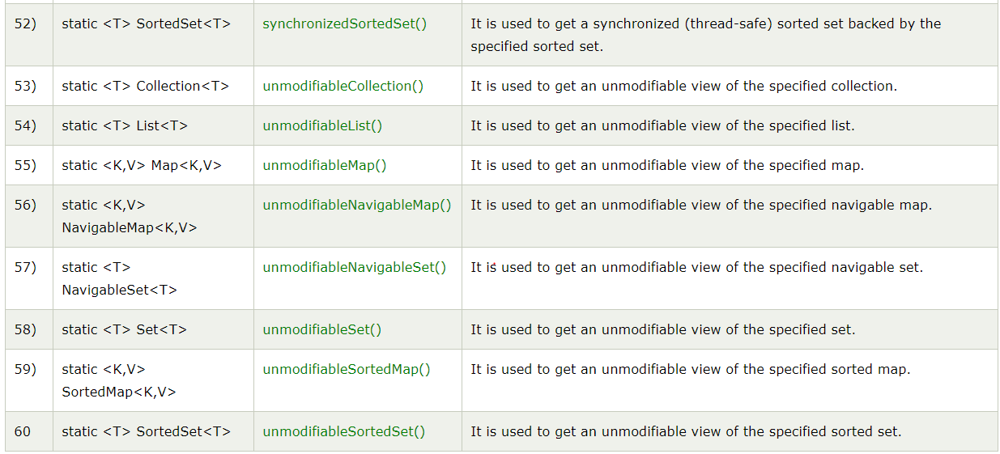 52) static <T> SortedSet<T> synchronizedSortedSet() It is used to get a synchronized (thread-safe) sorted set backed by the
specified sorted set.
53) static <T> Collection<T> unmodifiableCollection() It is used to get an unmodifiable view of the specified collection.
54) static <T> List<T> unmodifiableList() It is used to get an unmodifiable view of the specified list.
55) static <K,V> Map<K,V> unmodifiableMap() It is used to get an unmodifiable view of the specified map.
56) static <K,V> unmodifiableNavigableMap() It is used to get an unmodifiable view of the specified navigable map.
NavigableMap<K,V>
57) static <T> unmodifiableNavigableSet() It is used to get an unmodifiable view of the specified navigable set.
NavigableSet<T>
58) static <T> Set<T> unmodifiableSet() It is used to get an unmodifiable view of the specified set.
59) static <K,V> unmodifiableSortedMap() It is used to get an unmodifiable view of the specified sorted map.
SortedMap<K,V>
60 static <T> SortedSet<T> unmodifiableSortedSet() It is used to get an unmodifiable view of the specified sorted set.